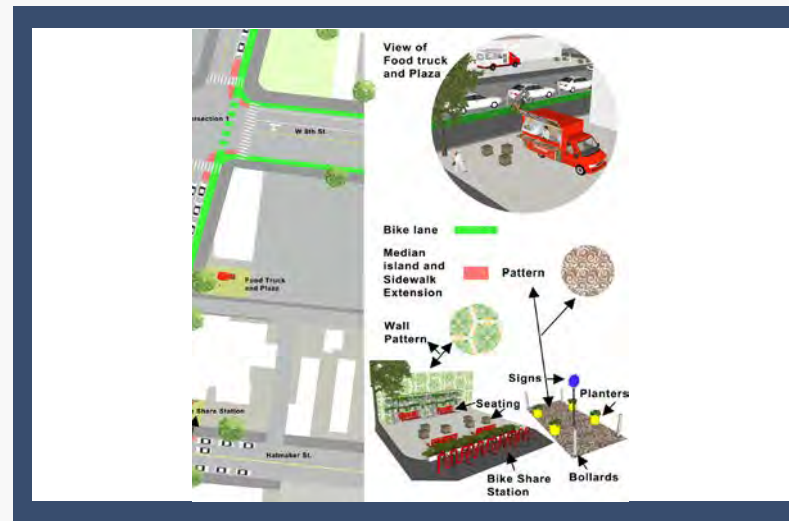 View of
Food truck
and Plaza
W 8th St
Food Truck
and Plaza
Share Station
Hatmaker St.
Bike lane
Median
island and
Sidewalk
Extension
Pattern
Wall
Pattern
Signs
Planters
Seating
Bike Share
Station
Bollards